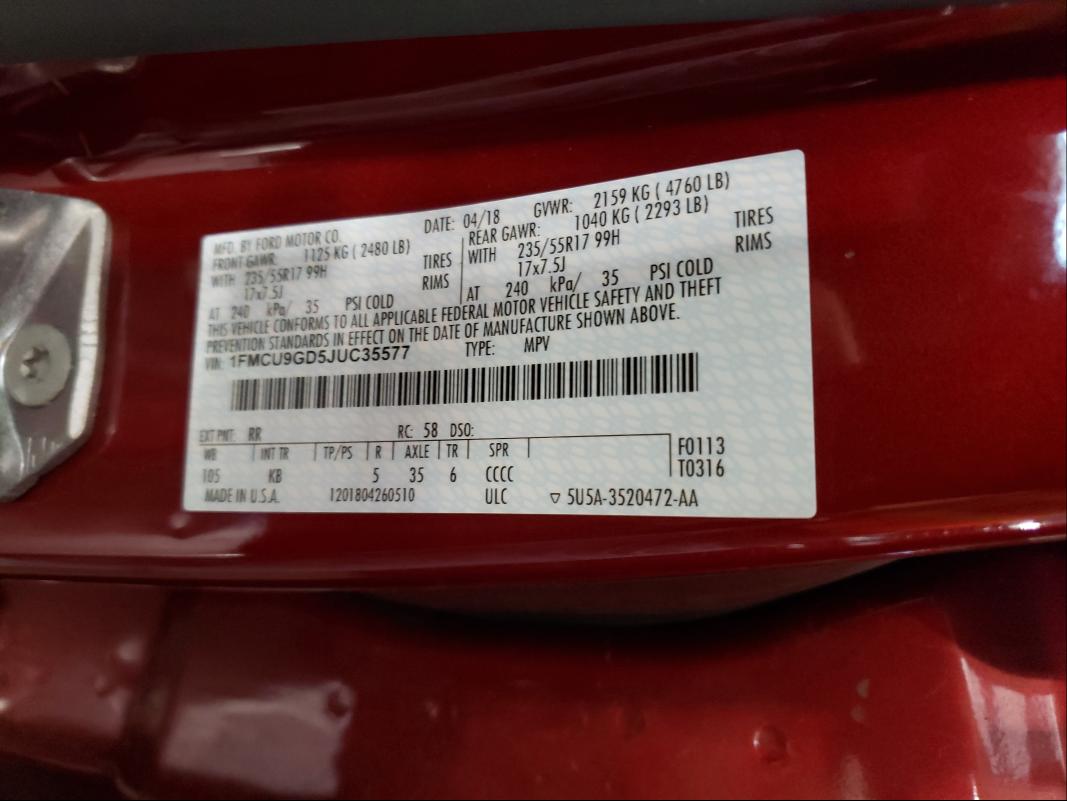 MFD. BY FORD MOTOR CO. DATE: 04/18 GVWR: 2159 KG ( 4760 LB)
FRONT GAWR: 1125 KG ( 2480 LB) REAR GAWR: 1040 KG ( 2293 LB)
WITH 235/55R17 99H TIRES WITH 235/55R17 99H TIRES
17x7.5J RIMS 17x7.5J RIMS
AT 240 kPa/ 35 PSI COLD AT 240 kPa/ 35 PSI COLD
THIS VEHICLE CONFORMS TO ALL APPLICABLE FEDERAL MOTOR VEHICLE SAFETY AND THEFT
PREVENTION STANDARDS IN EFFECT ON THE DATE OF MANUFACTURE SHOWN ABOVE.
VIN: 1FMCU9GD5JUC35577 TYPE: MPV
EXT PNT: RR RC: 58 DSO:
WB INT TR TP/PS R AXLE TR SPR F0113
105 KB 5 35 6 CCCC T0316
MADE IN U.S.A. 1201804260510 ULC ▽ 5U5A-3520472-AA